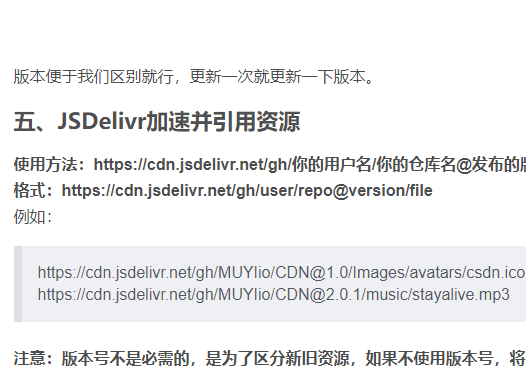 版本便于我们区别就行，更新一次就更新一下版本。
五、JSDelivr加速并引用资源
使用方法：https://cdn.jsdelivr.net/gh/你的用户名/你的仓库名@发布的版
格式：https://cdn.jsdelivr.net/gh/user/repo@version/file
例如：
https://cdn.jsdelivr.net/gh/MUYIio/CDN@1.0/Images/avatars/csdn.ico
https://cdn.jsdelivr.net/gh/MUYIio/CDN@2.0.1/music/stayalive.mp3
注意：版本号不是必需的，是为了区分新旧资源，如果不使用版本号，将